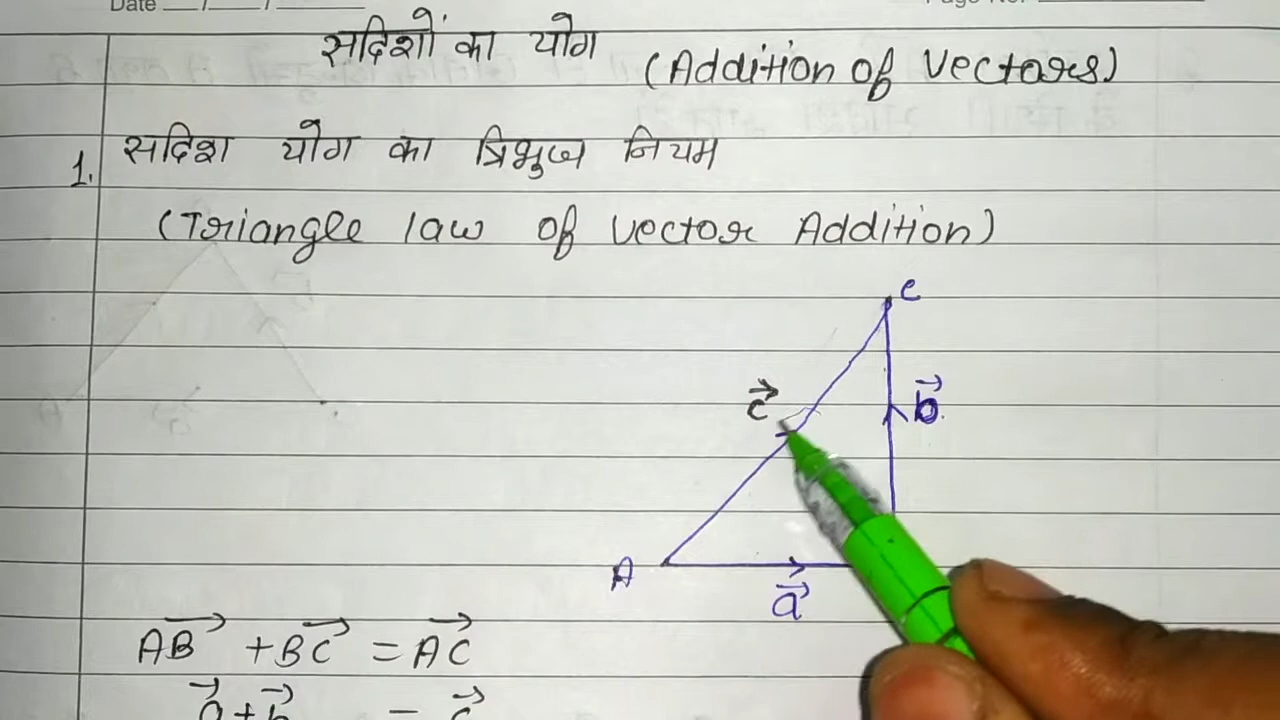 Date
सदिशों का योग (Addition of Vectors)
1. सदिश योग का त्रिभुज नियम
(Triangle law of vector Addition)
C
c⃗
b⃗
A
a⃗
AB⃗ + BC⃗ = AC⃗
a⃗ + b⃗ = c⃗